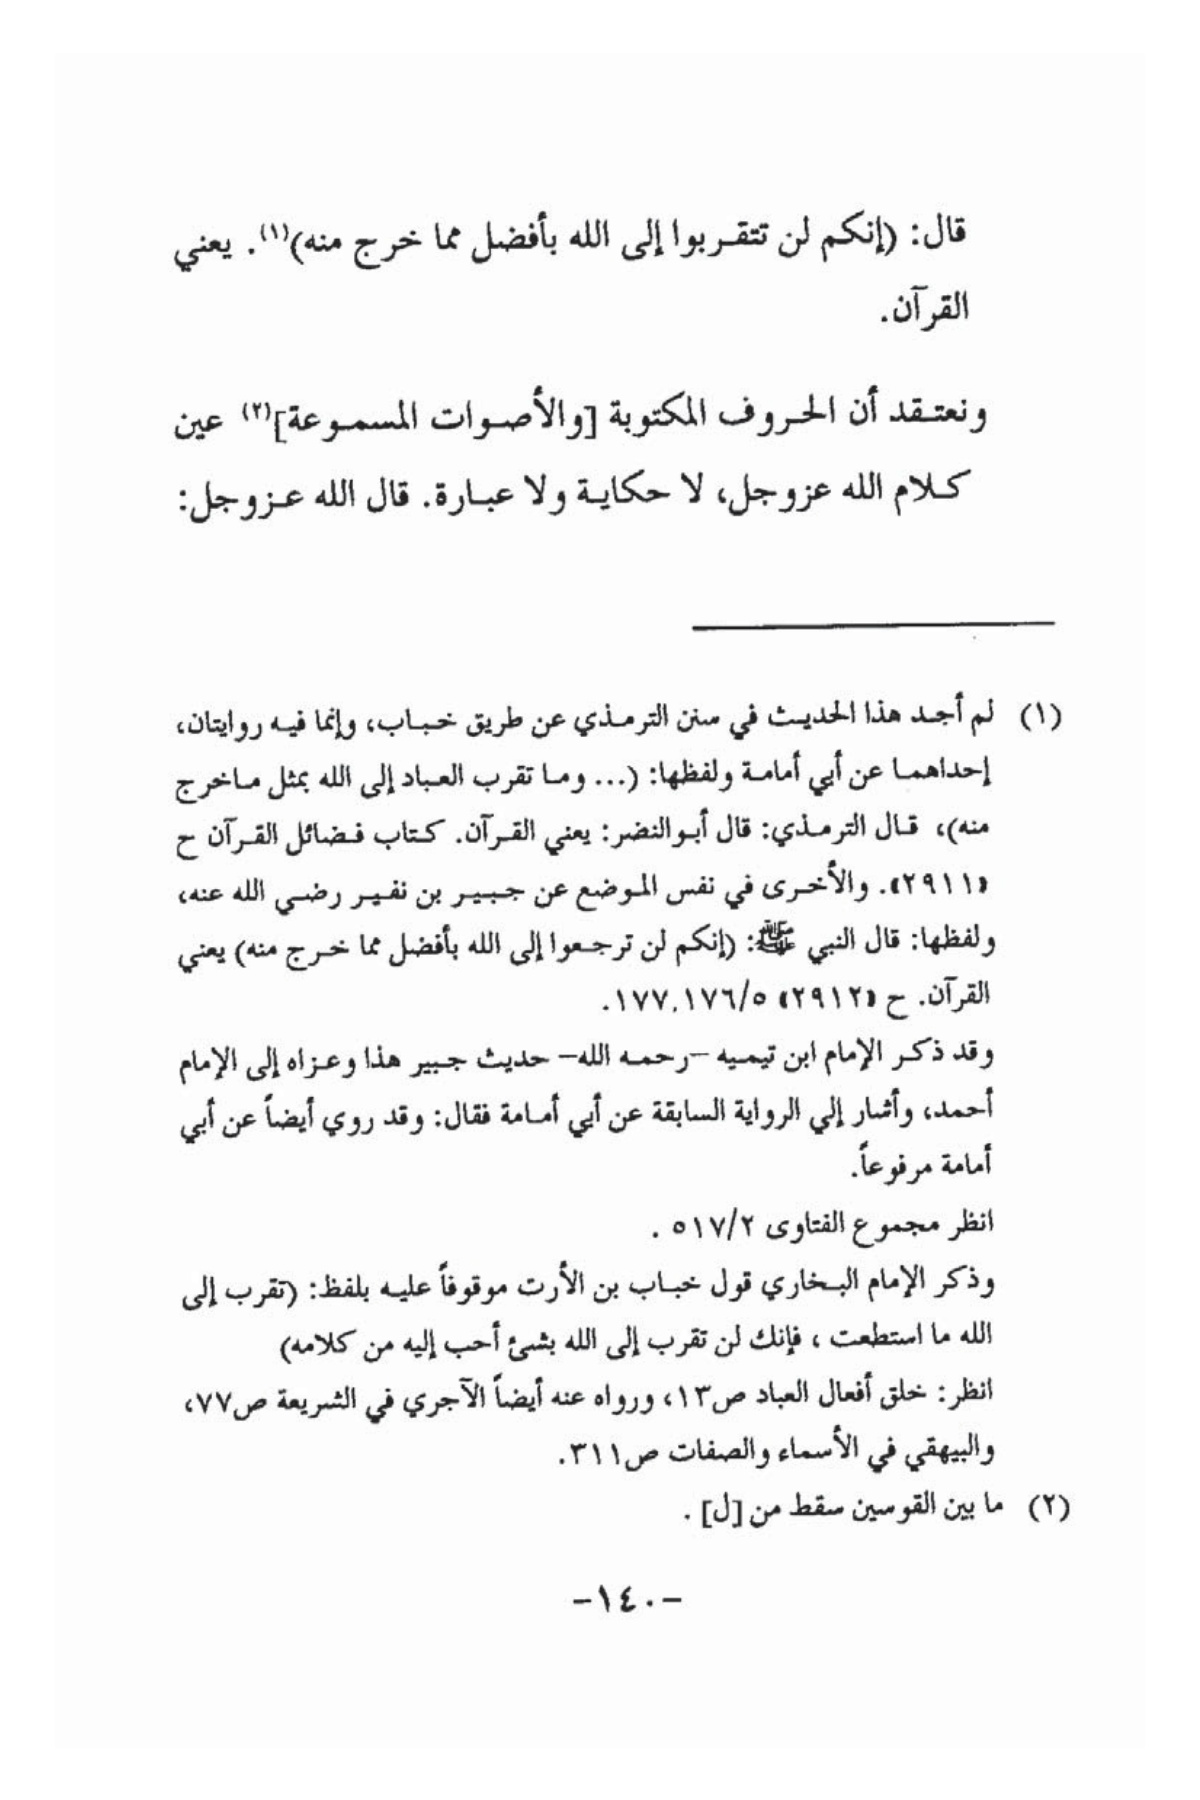 قال: (إنكم لن تتقربوا إلى الله بأفضل مما خرج منه)(١). يعني
القرآن.
ونعتقد أن الحروف المكتوبة [والأصوات المسموعة](٢) عين
كلام الله عزوجل، لا حكاية ولا عبارة. قال الله عزوجل:
(١) لم أجد هذا الحديث في سنن الترمذي عن طريق خباب، وإنما فيه روايتان،
إحداهما عن أبي أمامة ولفظها: (... وما تقرب العباد إلى الله بمثل ماخرج
منه)، قال الترمذي: قال أبوالنضر: يعني القرآن. كتاب فضائل القرآن ح
«٢٩١١». والأخرى في نفس الموضع عن جبير بن نفير رضي الله عنه،
ولفظها: قال النبي ﷺ: (إنكم لن ترجعوا إلى الله بأفضل مما خرج منه) يعني
القرآن. ح «٢٩١٢» ١٧٧,١٧٦/٥.
وقد ذكر الإمام ابن تيميه -رحمه الله- حديث جبير هذا وعزاه إلى الإمام
أحمد، وأشار إلي الرواية السابقة عن أبي أمامة فقال: وقد روي أيضاً عن أبي
أمامة مرفوعاً.
انظر مجموع الفتاوى ٥١٧/٢ .
وذكر الإمام البخاري قول خباب بن الأرت موقوفاً عليه بلفظ: (تقرب إلى
الله ما استطعت ، فإنك لن تقرب إلى الله بشئ أحب إليه من كلامه)
انظر: خلق أفعال العباد ص١٣، ورواه عنه أيضاً الآجري في الشريعة ص٧٧،
والبيهقي في الأسماء والصفات ص٣١١.
(٢) ما بين القوسين سقط من [ل] .
-١٤٠-